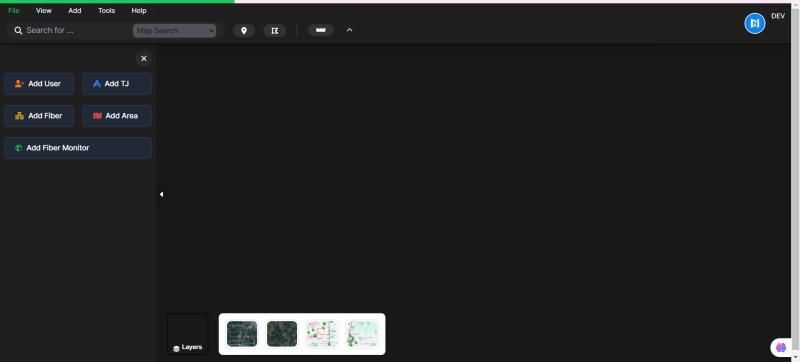 File View Add Tools Help
DEV
Search for ... Map Search
Add User Add TJ
Add Fiber Add Area
Add Fiber Monitor
Layers